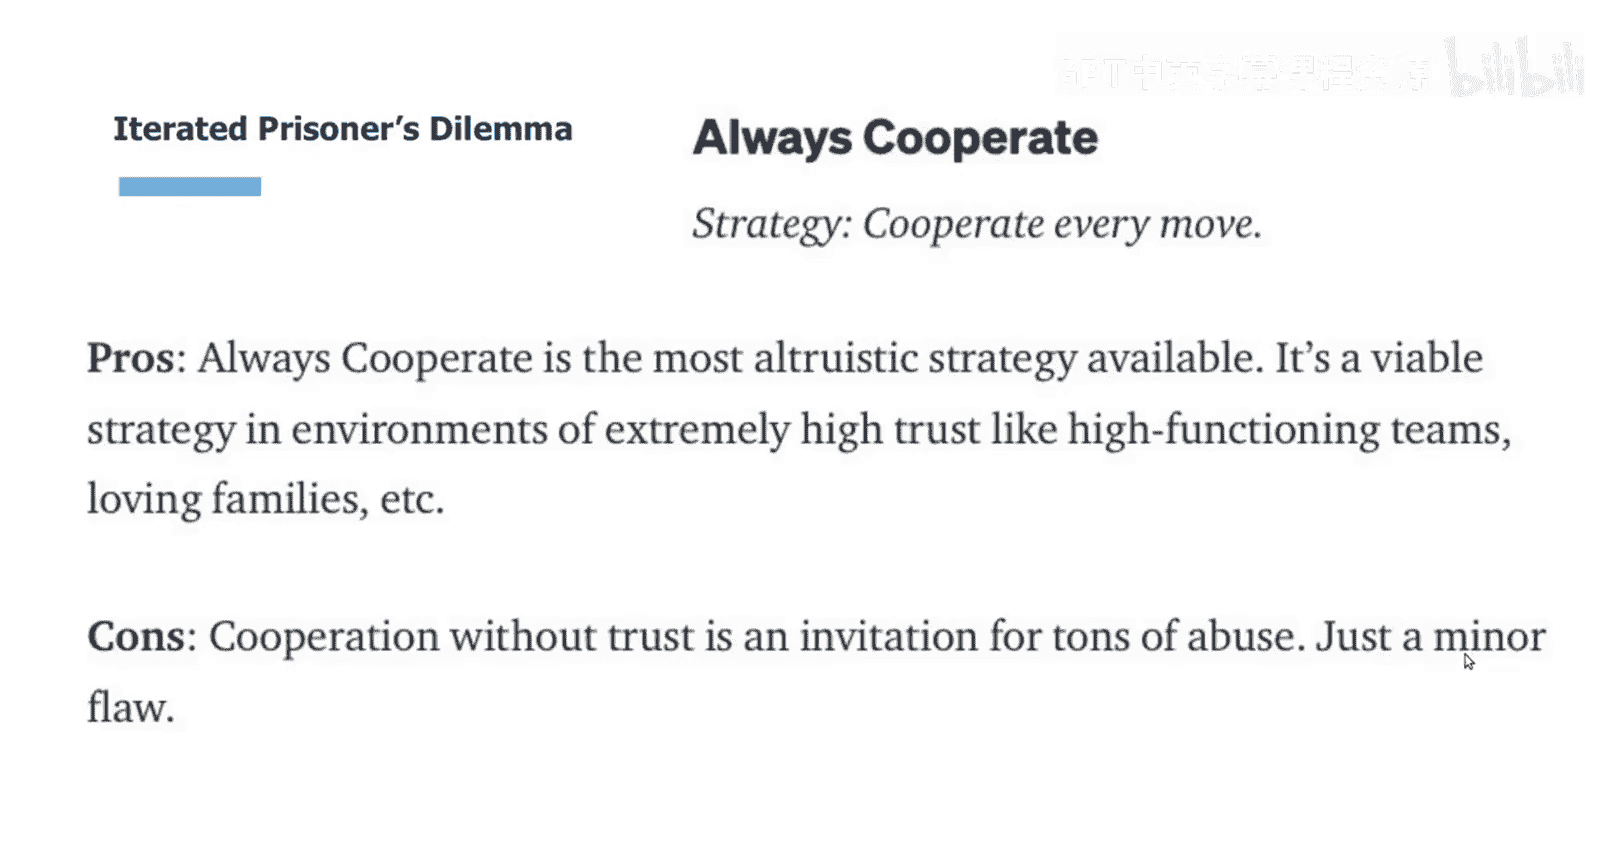 bilibili
Iterated Prisoner’s Dilemma
Always Cooperate
Strategy: Cooperate every move.
Pros: Always Cooperate is the most altruistic strategy available. It’s a viable
strategy in environments of extremely high trust like high-functioning teams,
loving families, etc.
Cons: Cooperation without trust is an invitation for tons of abuse. Just a minor
flaw.